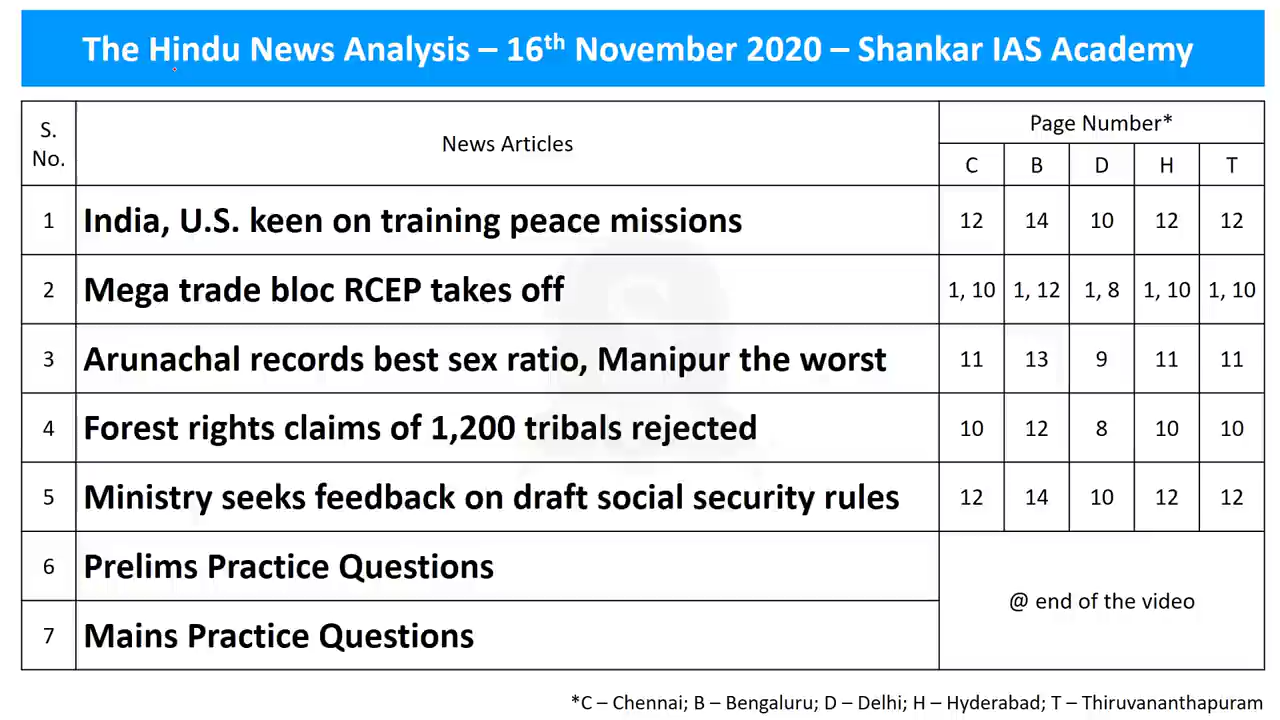 The Hindu News Analysis – 16th November 2020 – Shankar IAS Academy
S. No. News Articles Page Number*
C B D H T
1 India, U.S. keen on training peace missions 12 14 10 12 12
2 Mega trade bloc RCEP takes off 1, 10 1, 12 1, 8 1, 10 1, 10
3 Arunachal records best sex ratio, Manipur the worst 11 13 9 11 11
4 Forest rights claims of 1,200 tribals rejected 10 12 8 10 10
5 Ministry seeks feedback on draft social security rules 12 14 10 12 12
6 Prelims Practice Questions
@ end of the video
7 Mains Practice Questions
*C – Chennai; B – Bengaluru; D – Delhi; H – Hyderabad; T – Thiruvananthapuram